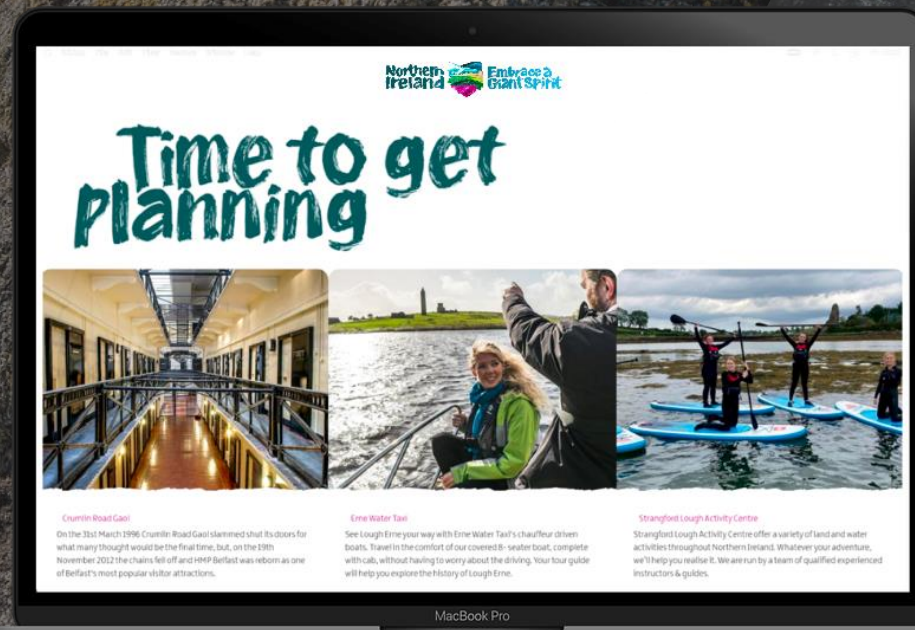 Northern Ireland
Embrace a Giant Spirit
Time to get
Planning
Crumlin Road Gaol
On the 31st March 1996 Crumlin Road Gaol slammed shut its doors for
what many thought would be the final time, but, on the 19th
November 2012 the chains fell off and HMP Belfast was reborn as one
of Belfast's most popular visitor attractions.
Erne Water Taxi
See Lough Erne your way with Erne Water Taxi's chauffeur driven
boats. Travel in the comfort of our covered 8- seater boat, complete
with cab, without having to worry about the driving. Your tour guide
will help you explore the history of Lough Erne.
Strangford Lough Activity Centre
Strangford Lough Activity Centre offer a variety of land and water
activities throughout Northern Ireland. Whatever your adventure,
we'll help you realise it. We are run by a team of qualified experienced
instructors & guides.
MacBook Pro